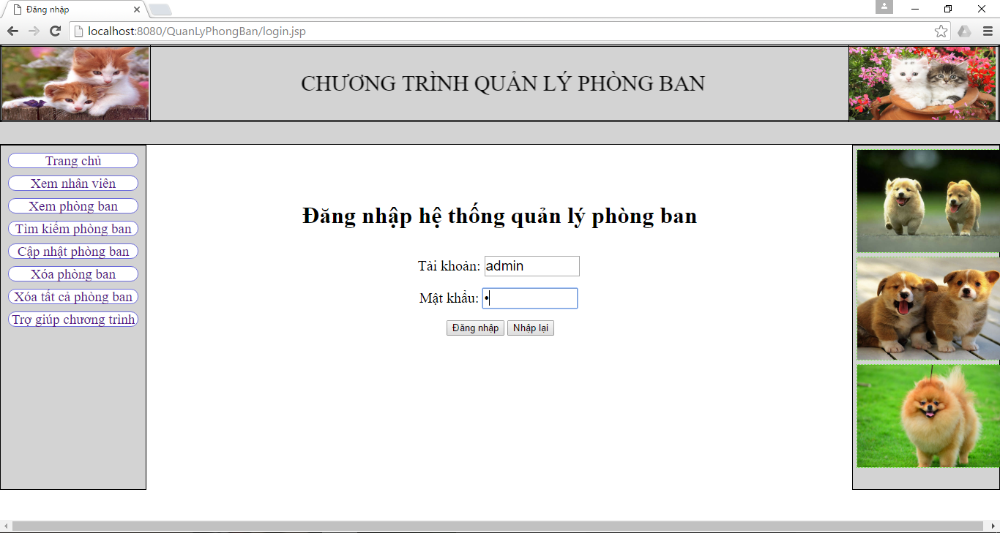 Đăng nhập
localhost:8080/QuanLyPhongBan/login.jsp
CHƯƠNG TRÌNH QUẢN LÝ PHÒNG BAN
Trang chủ
Xem nhân viên
Xem phòng ban
Tìm kiếm phòng ban
Cập nhật phòng ban
Xóa phòng ban
Xóa tất cả phòng ban
Trợ giúp chương trình
Đăng nhập hệ thống quản lý phòng ban
Tài khoản: admin
Mật khẩu: •
Đăng nhập Nhập lại